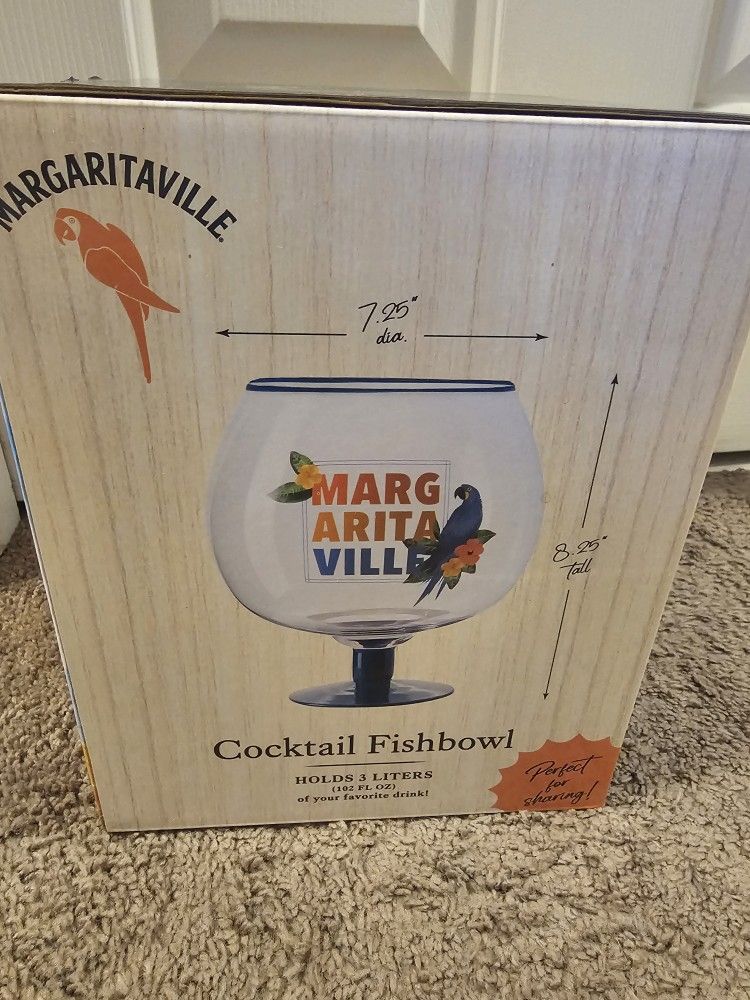 MARGARITAVILLE®
7.25"
dia.
MARG
ARITA
VILLE
8.25"
tall
Cocktail Fishbowl
HOLDS 3 LITERS
(102 FL OZ)
of your favorite drink!
Perfect
for
sharing!